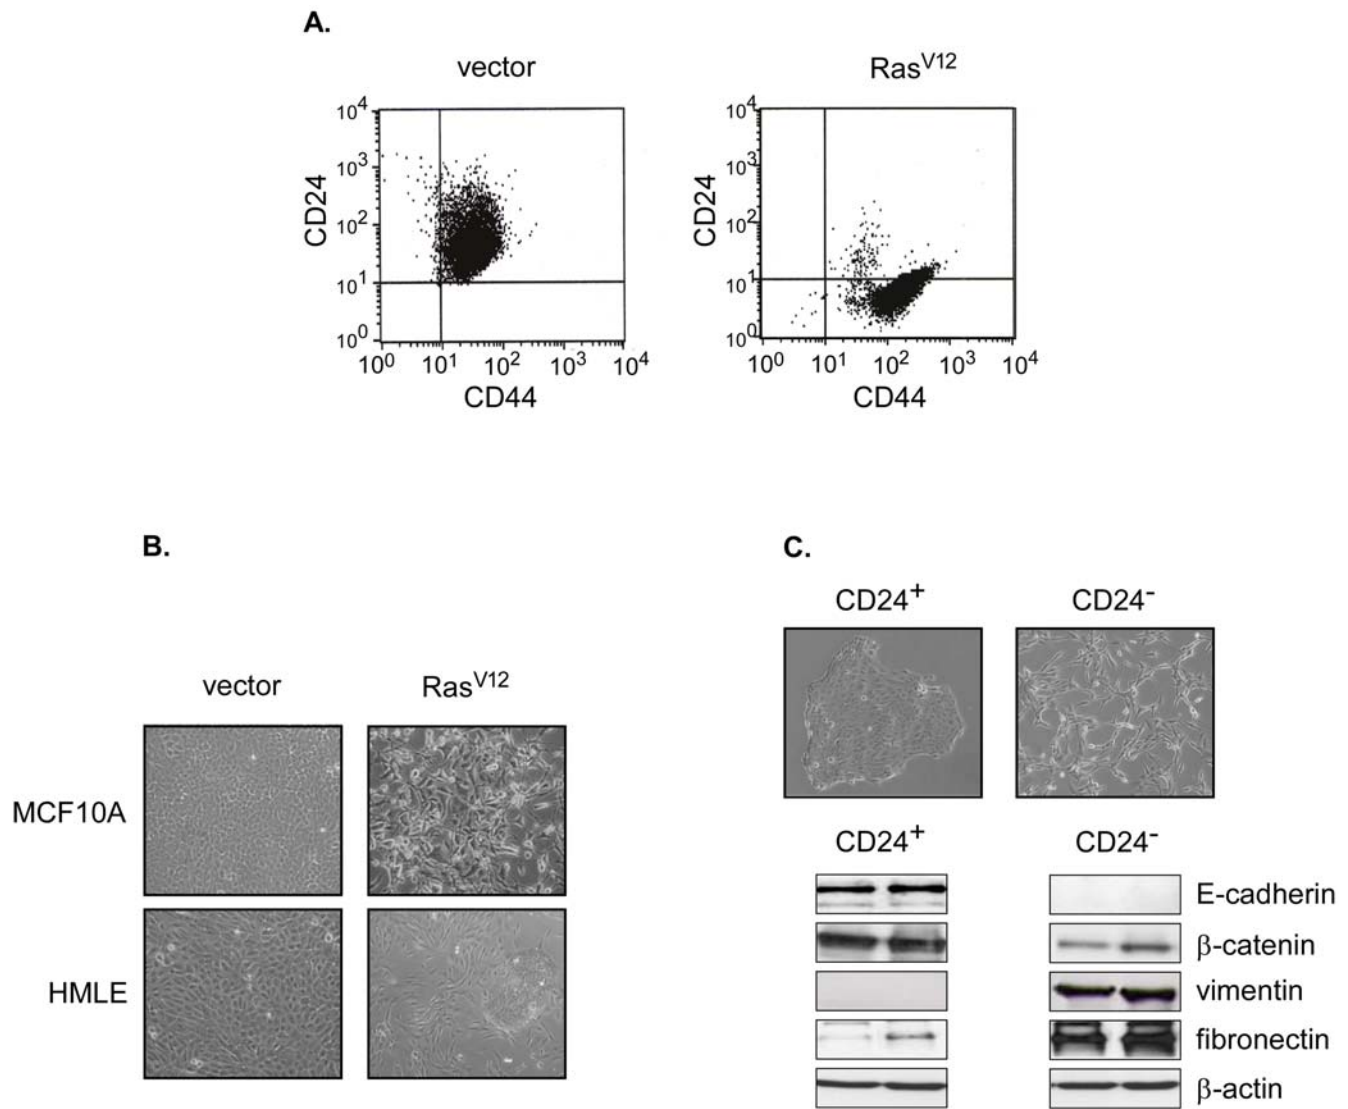 A.
vector
Ras^V12
CD24
10^4
10^3
10^2
10^1
10^0
10^0 10^1 10^2 10^3 10^4
CD44
CD24
10^4
10^3
10^2
10^1
10^0
10^0 10^1 10^2 10^3 10^4
CD44
B.
vector
Ras^V12
MCF10A
HMLE
C.
CD24^+
CD24^-
CD24^+
CD24^-
E-cadherin
β-catenin
vimentin
fibronectin
β-actin